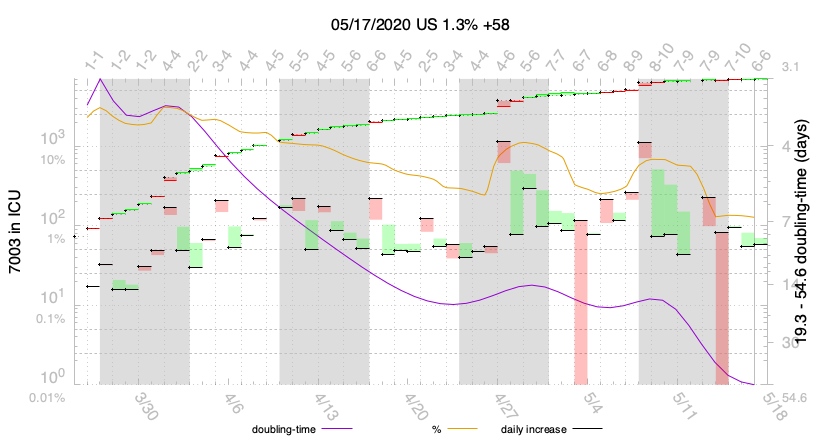 05/17/2020 US 1.3% +58
1-1 1-2 1-2 4-4 2-2 3-4 4-4 4-5 5-5 4-5 5-6 6-6 4-5 2-5 3-4 4-4 4-6 6-7 7-7 6-7 8-8 8-9 8-10 7-9 7-9 7-10 6-6
3.1
10³
10%
4
10²
1%
7
14
10¹
0.1%
30
10⁰
0.01%
54.6
7003 in ICU
19.3 - 54.6 doubling-time (days)
3/30 4/6 4/13 4/20 4/27 5/4 5/11 5/18
doubling-time % daily increase